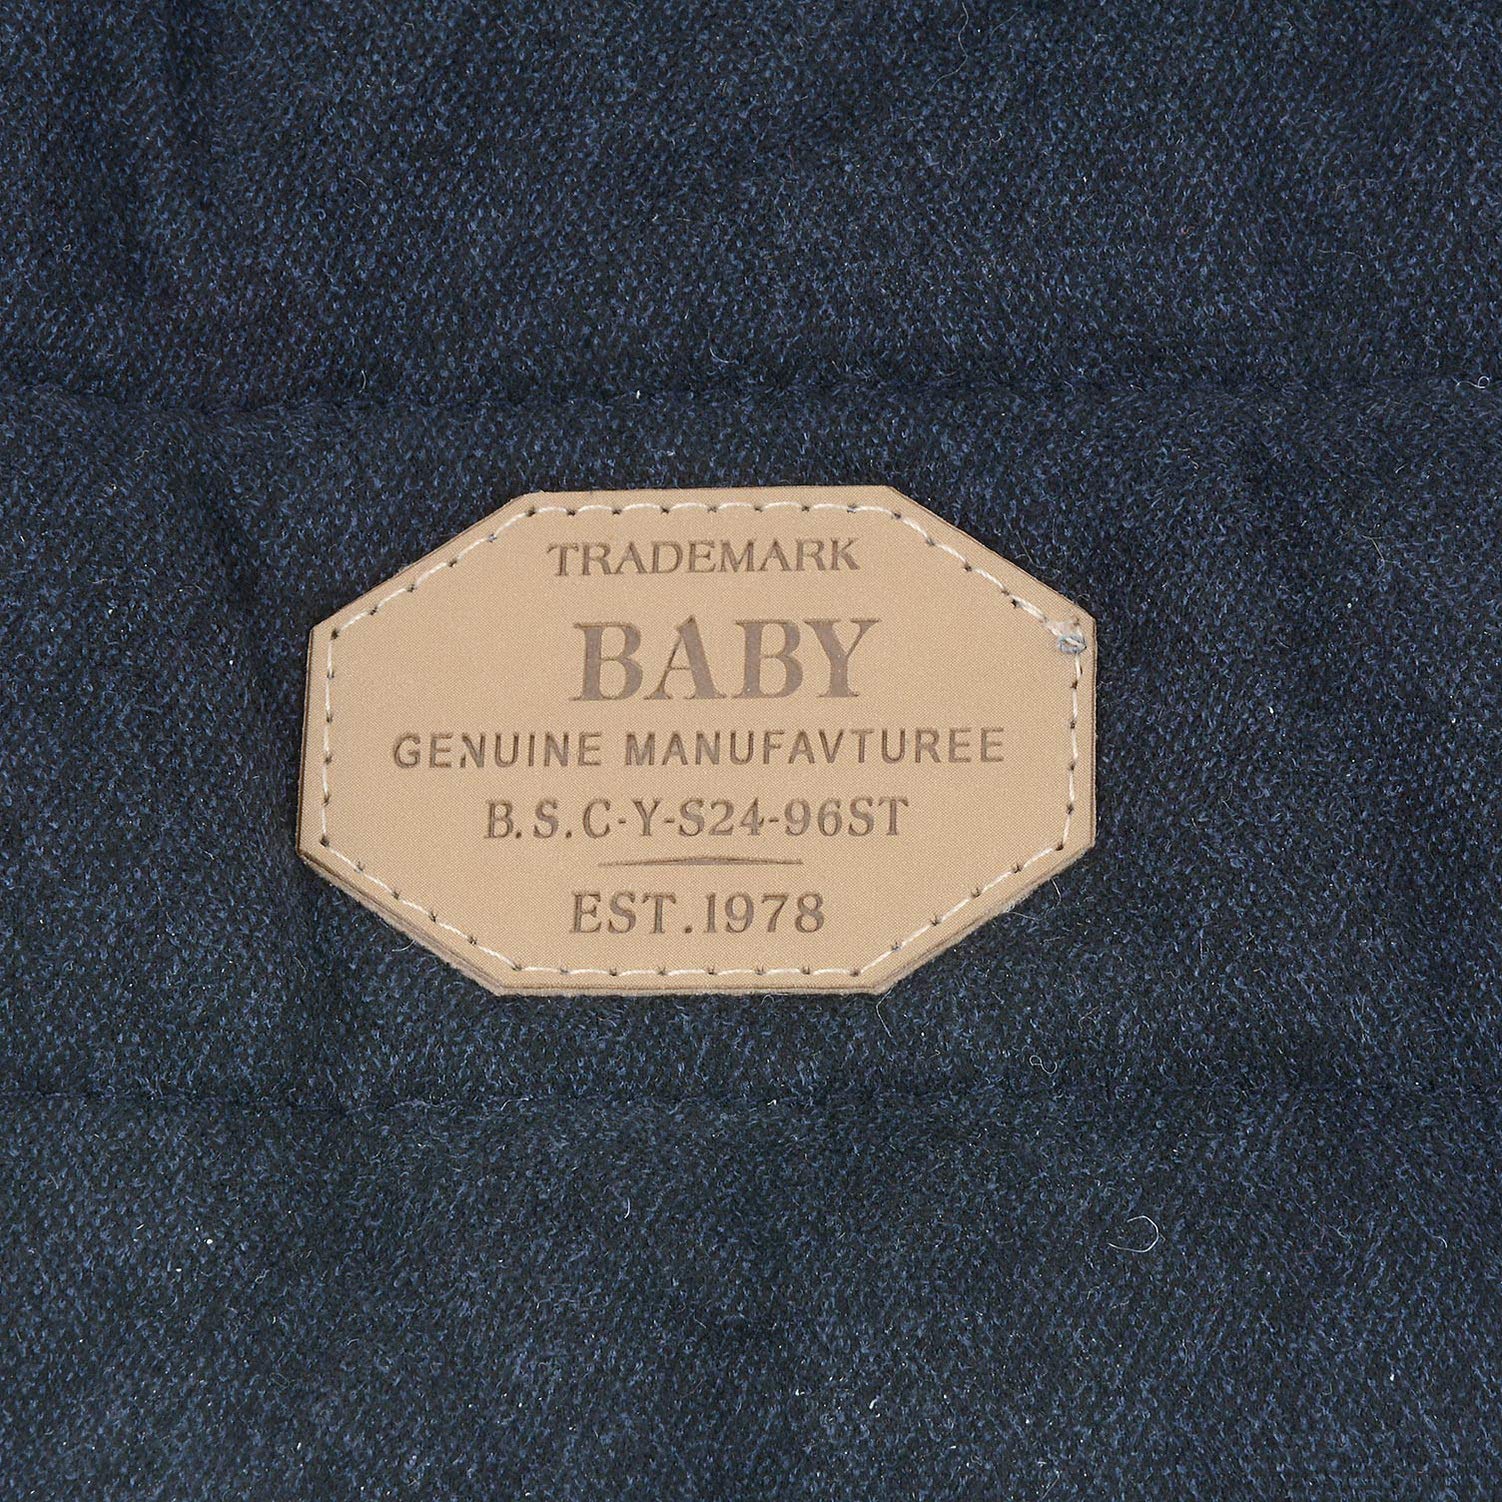 TRADEMARK
BABY
GENUINE MANUFAVTUREE
B.S.C-Y-S24-96ST
EST.1978